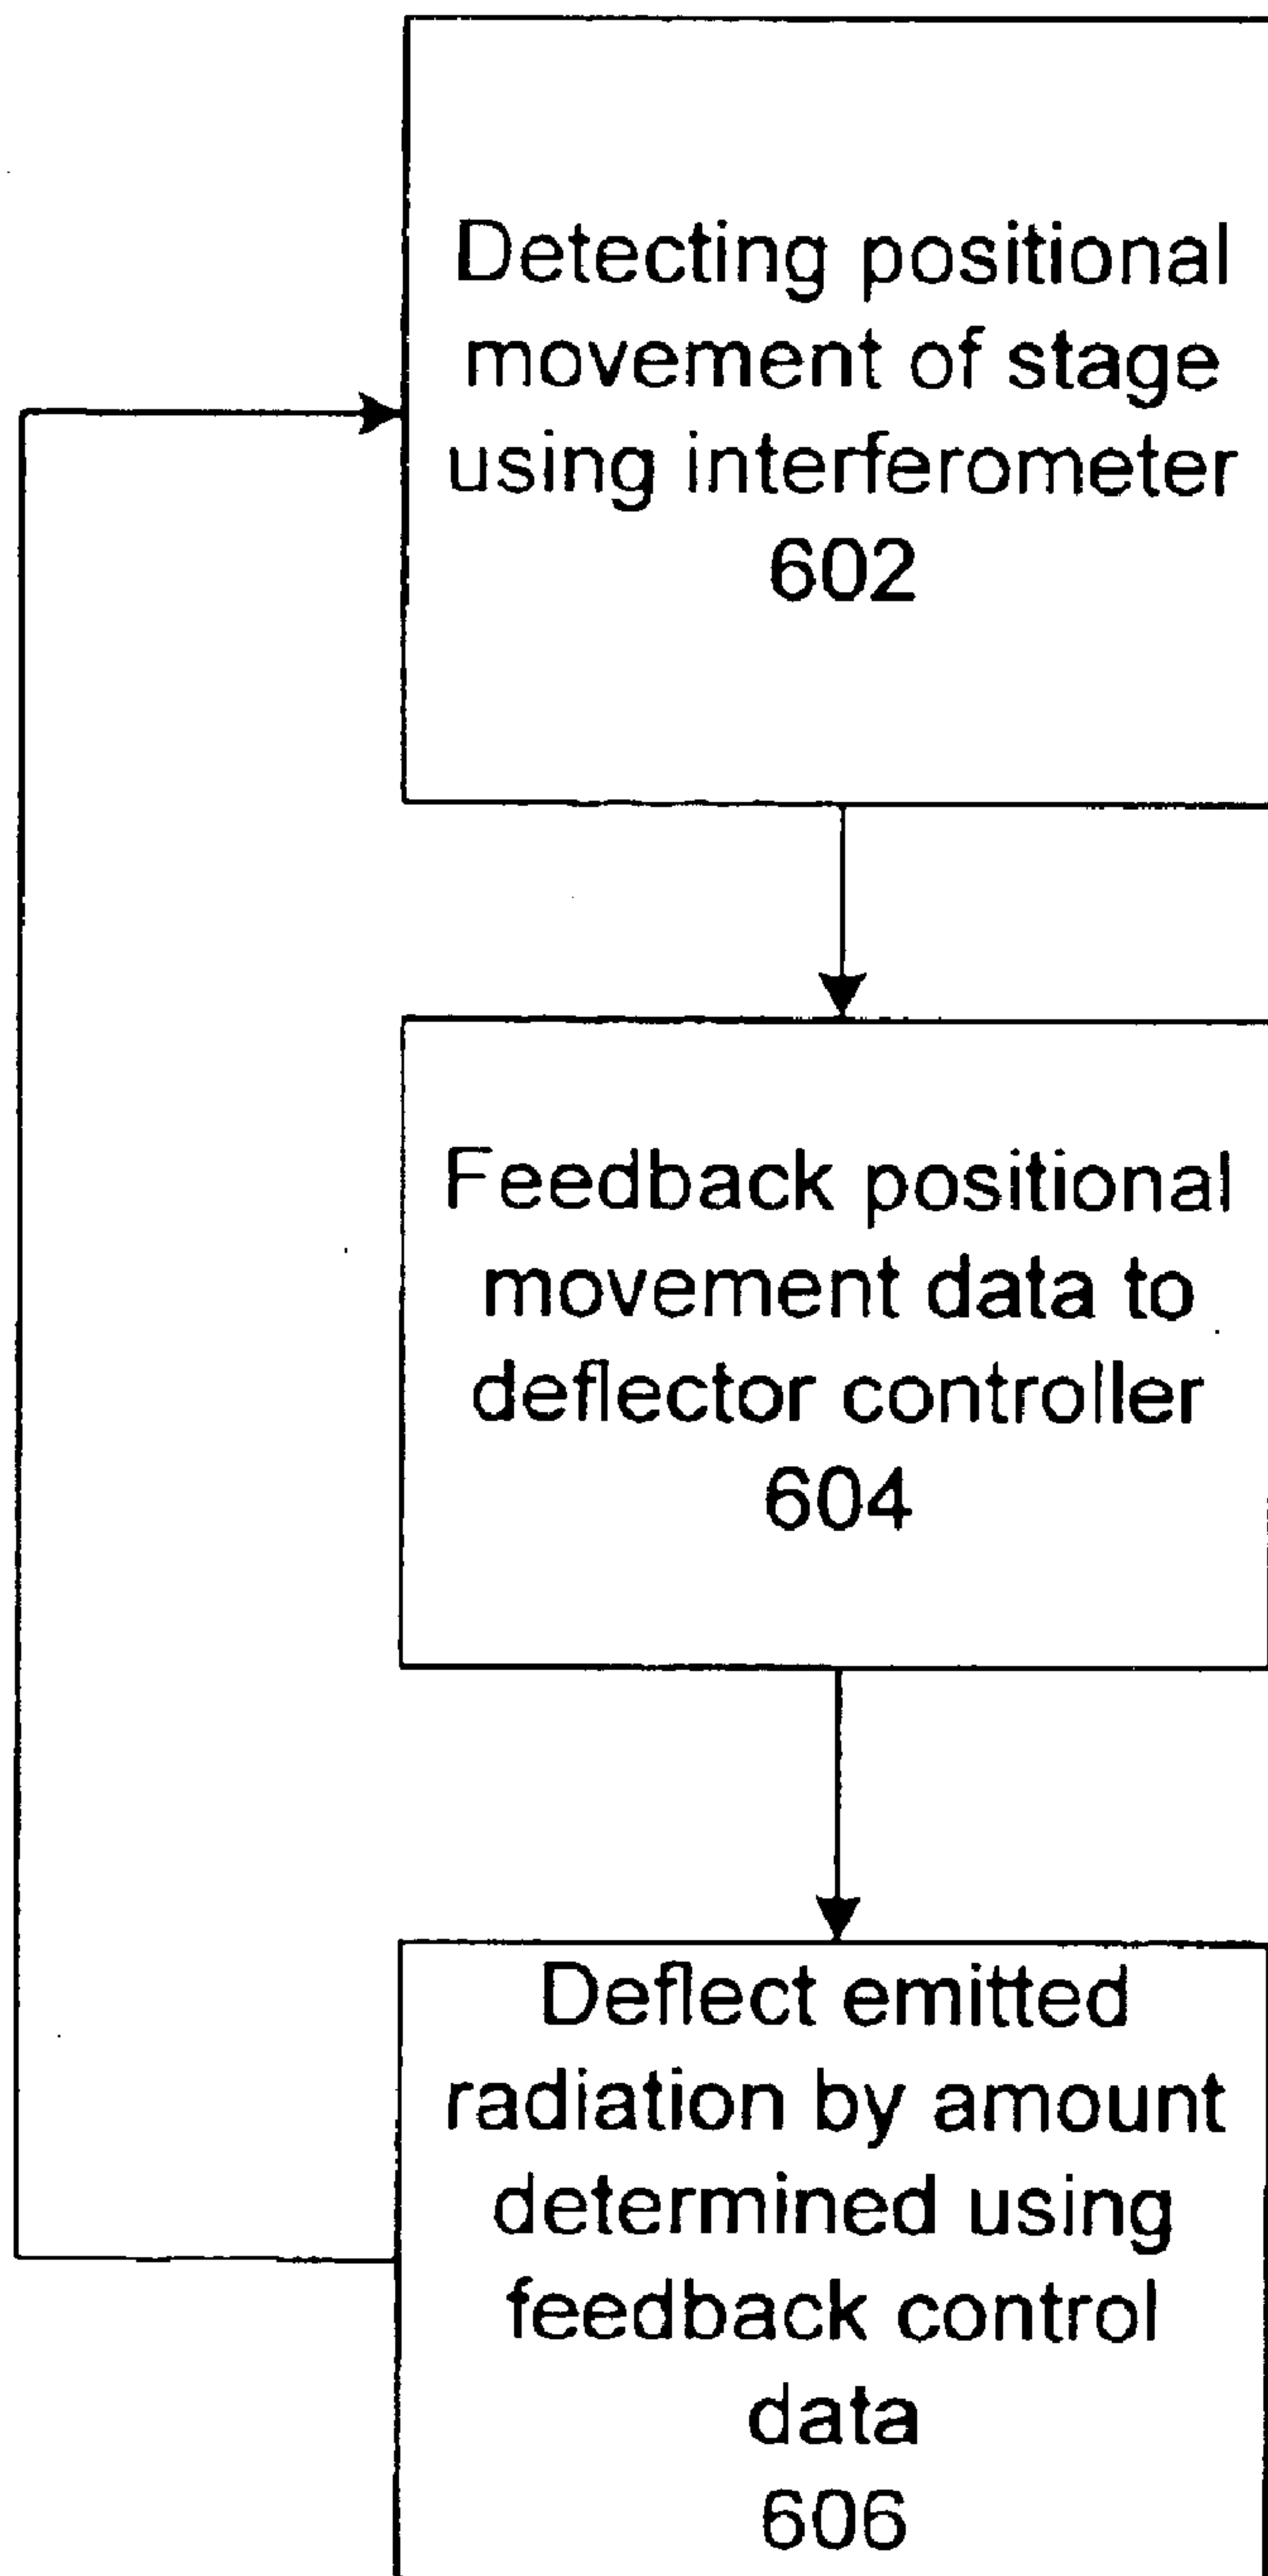 Detecting positional
movement of stage
using interferometer
602
Feedback positional
movement data to
deflector controller
604
Deflect emitted
radiation by amount
determined using
feedback control
data
606